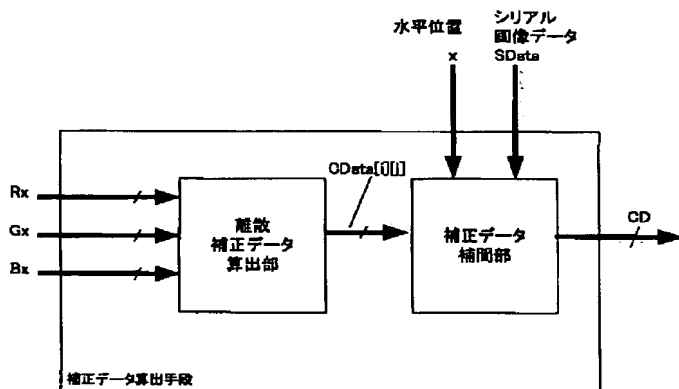 水平位置
x
シリアル
画像データ
SData
Rx
Gx
Bx
離散
補正データ
算出部
CData[i][j]
補正データ
補間部
CD
補正データ算出手段